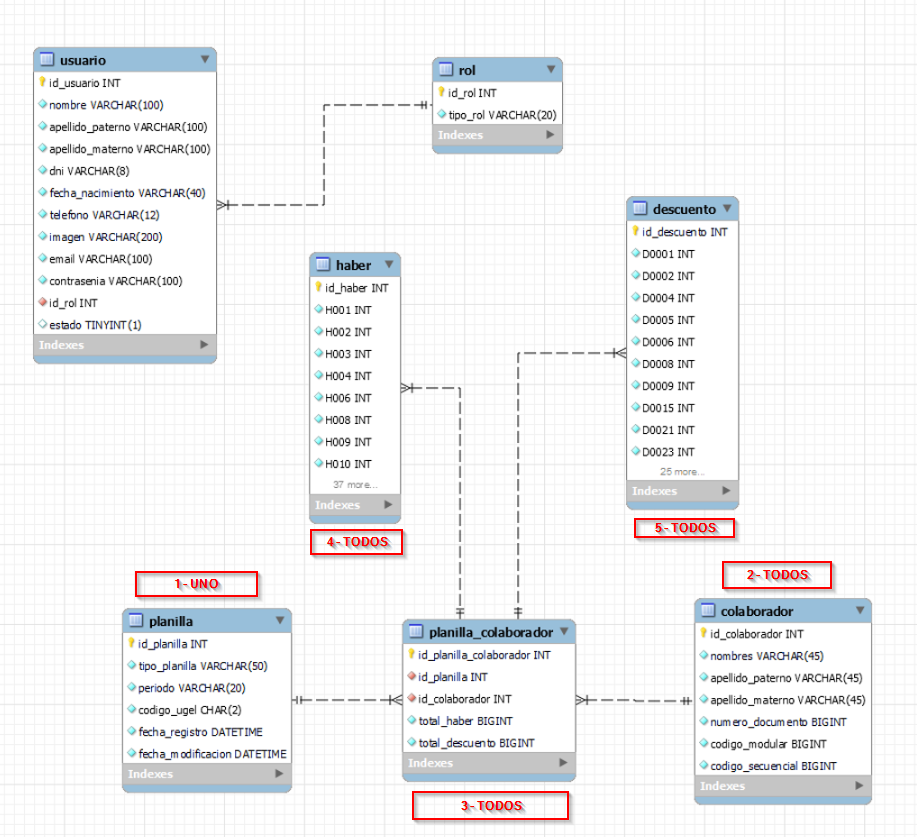 usuario
id_usuario INT
nombre VARCHAR(100)
apellido_paterno VARCHAR(100)
apellido_materno VARCHAR(100)
dni VARCHAR(8)
fecha_nacimiento VARCHAR(40)
telefono VARCHAR(12)
imagen VARCHAR(200)
email VARCHAR(100)
contrasenia VARCHAR(100)
id_rol INT
estado TINYINT(1)
Indexes
rol
id_rol INT
tipo_rol VARCHAR(20)
Indexes
haber
id_haber INT
H001 INT
H002 INT
H003 INT
H004 INT
H006 INT
H008 INT
H009 INT
H010 INT
37 more...
Indexes
4 - TODOS
descuento
id_descuento INT
D0001 INT
D0002 INT
D0004 INT
D0005 INT
D0006 INT
D0008 INT
D0009 INT
D0015 INT
D0021 INT
D0023 INT
25 more...
Indexes
5 - TODOS
1 - UNO
planilla
id_planilla INT
tipo_planilla VARCHAR(50)
periodo VARCHAR(20)
codigo_ugel CHAR(2)
fecha_registro DATETIME
fecha_modificacion DATETIME
Indexes
planilla_colaborador
id_planilla_colaborador INT
id_planilla INT
id_colaborador INT
total_haber BIGINT
total_descuento BIGINT
Indexes
3 - TODOS
2 - TODOS
colaborador
id_colaborador INT
nombres VARCHAR(45)
apellido_paterno VARCHAR(45)
apellido_materno VARCHAR(45)
numero_documento BIGINT
codigo_modular BIGINT
codigo_secuencial BIGINT
Indexes